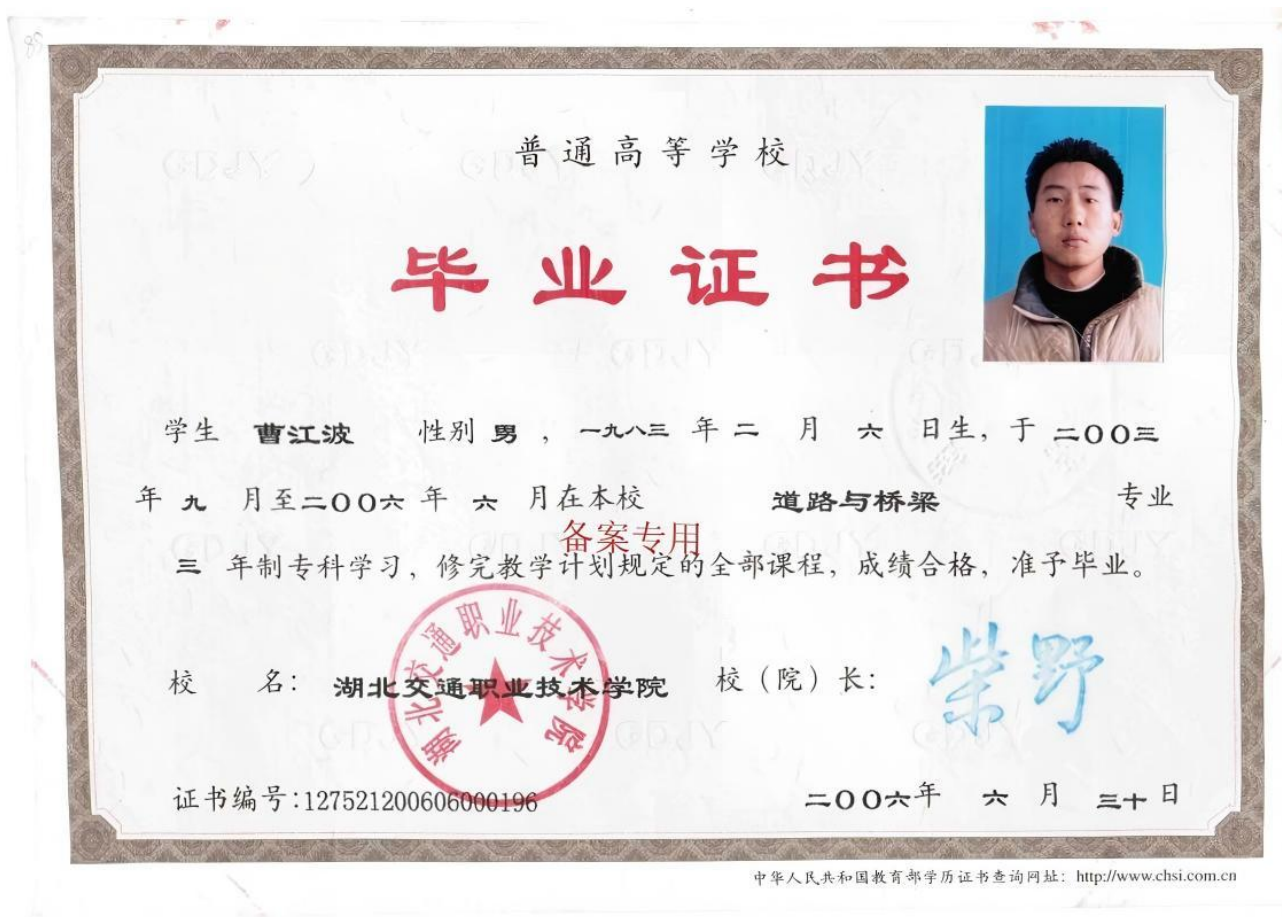 85
普通高等学校
毕业证书
学生 曹江波 性别 男 , 一九八三 年 二 月 六 日生, 于 二〇〇三
年 九 月至二〇〇六 年 六 月在本校 道路与桥梁 专业
备案专用
三 年制专科学习, 修完教学计划规定的全部课程, 成绩合格, 准予毕业。
湖北交通职业技术学院
校 名: 湖北交通职业技术学院 校(院)长: 柴野
证书编号:127521200606000196 二〇〇六年 六 月 三十 日
中华人民共和国教育部学历证书查询网址: http://www.chsi.com.cn